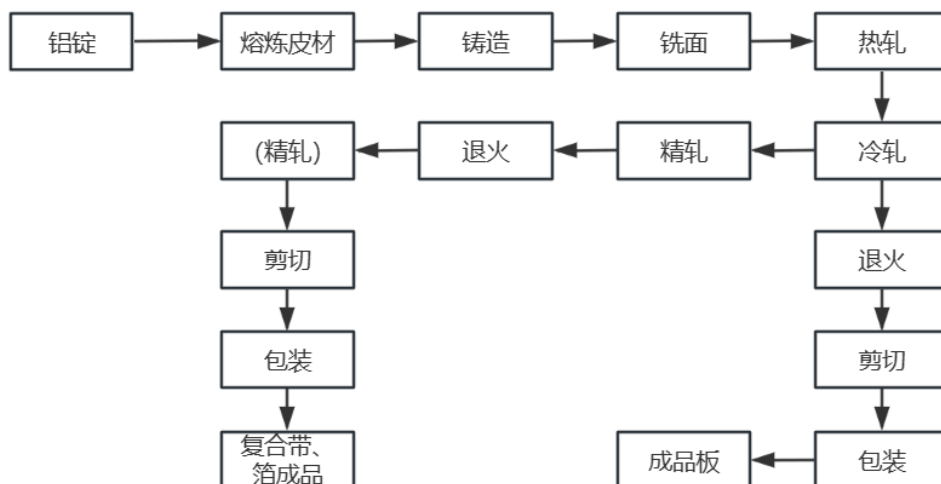 铝锭
熔炼皮材
铸造
铣面
热轧
(精轧)
退火
精轧
冷轧
剪切
退火
包装
剪切
复合带、
箔成品
成品板
包装